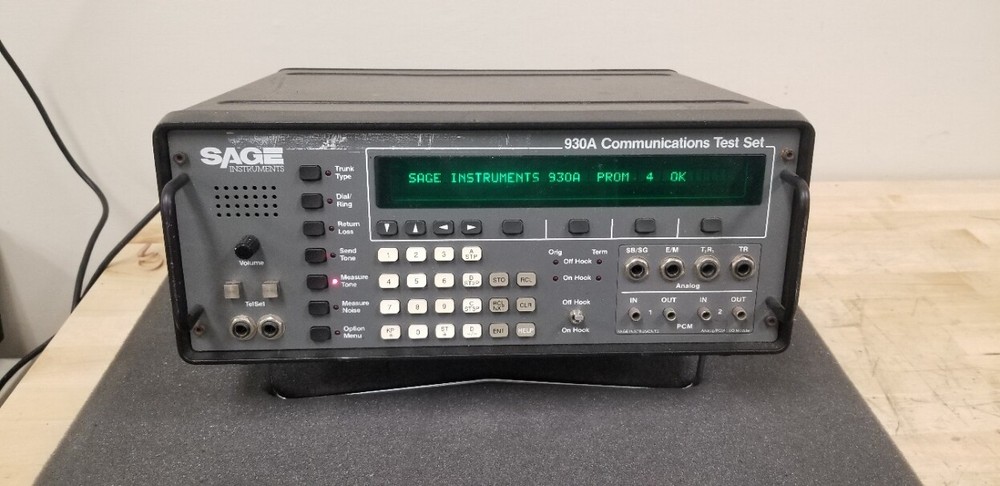 SAGE
INSTRUMENTS
930A Communications Test Set
SAGE INSTRUMENTS 930A PROM 4 OK
Trunk
Type
Dial/
Ring
Return
Loss
Send
Tone
Measure
Tone
Measure
Noise
Option
Menu
Volume
TelSet
1 2 3 A
4 5 6 STO RCL
7 CLR
KP 0 ST ENT HELP
Orig Term
Off Hook
On Hook
Off Hook
On Hook
SB/SG E/M T,R, TR
Analog
IN OUT IN OUT
1 2
PCM